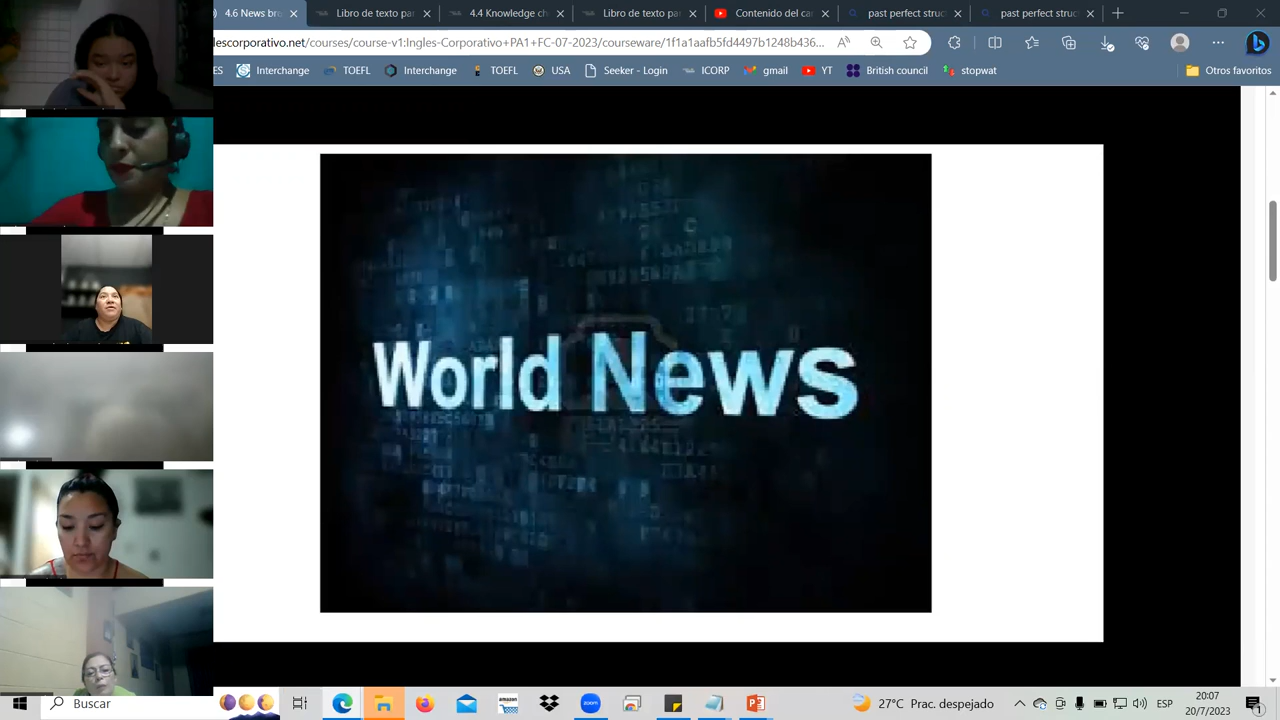 4.6 News br
Libro de texto pa
4.4 Knowledge ch
Libro de texto pa
Contenido del ca
past perfect struc
past perfect struc
lescorporativo.net/courses/course-v1:Ingles-Corporativo+PA1+FC-07-2023/courseware/1f1a1aafb5fd4497b1248b436...
ES
Interchange
TOEFL
Interchange
TOEFL
USA
Seeker - Login
ICORP
gmail
YT
British council
stopwat
Otros favoritos
World News
Buscar
amazon
zoom
27°C Prac. despejado
ESP
20:07
20/7/2023
1